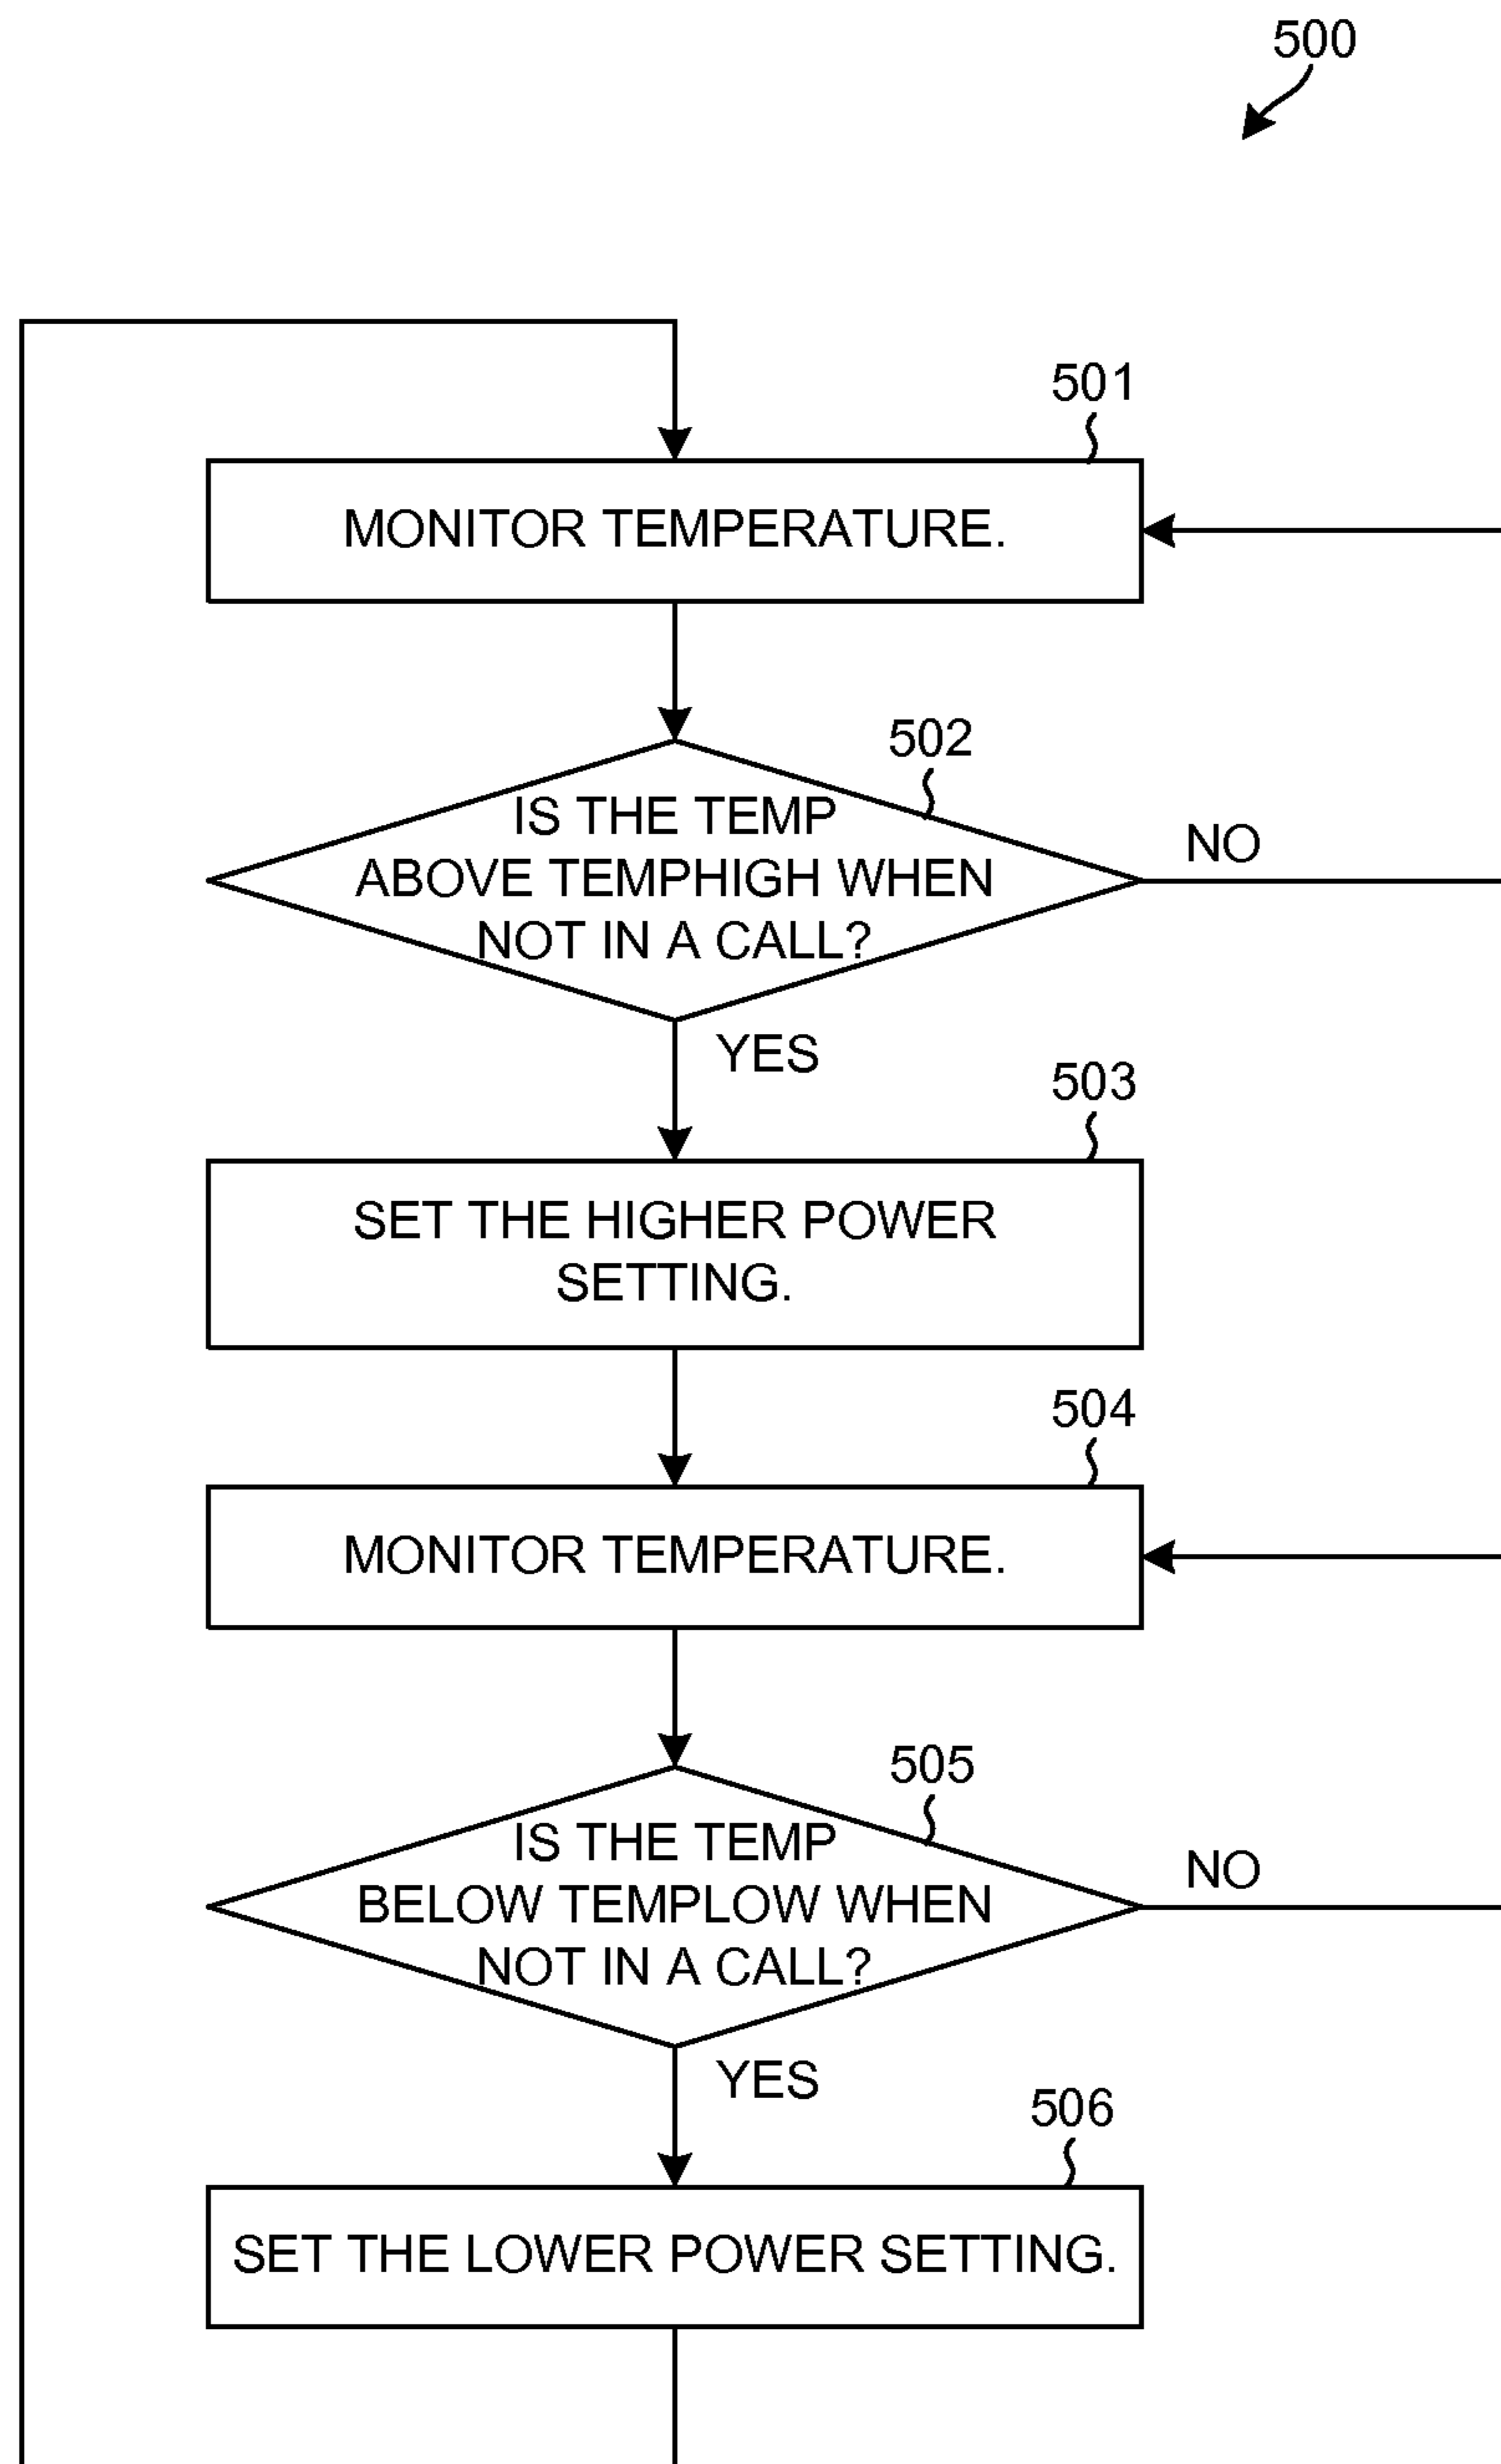 500
501
MONITOR TEMPERATURE.
502
IS THE TEMP
ABOVE TEMPHIGH WHEN
NOT IN A CALL?
NO
YES
503
SET THE HIGHER POWER
SETTING.
504
MONITOR TEMPERATURE.
505
IS THE TEMP
BELOW TEMPLOW WHEN
NOT IN A CALL?
NO
YES
506
SET THE LOWER POWER SETTING.